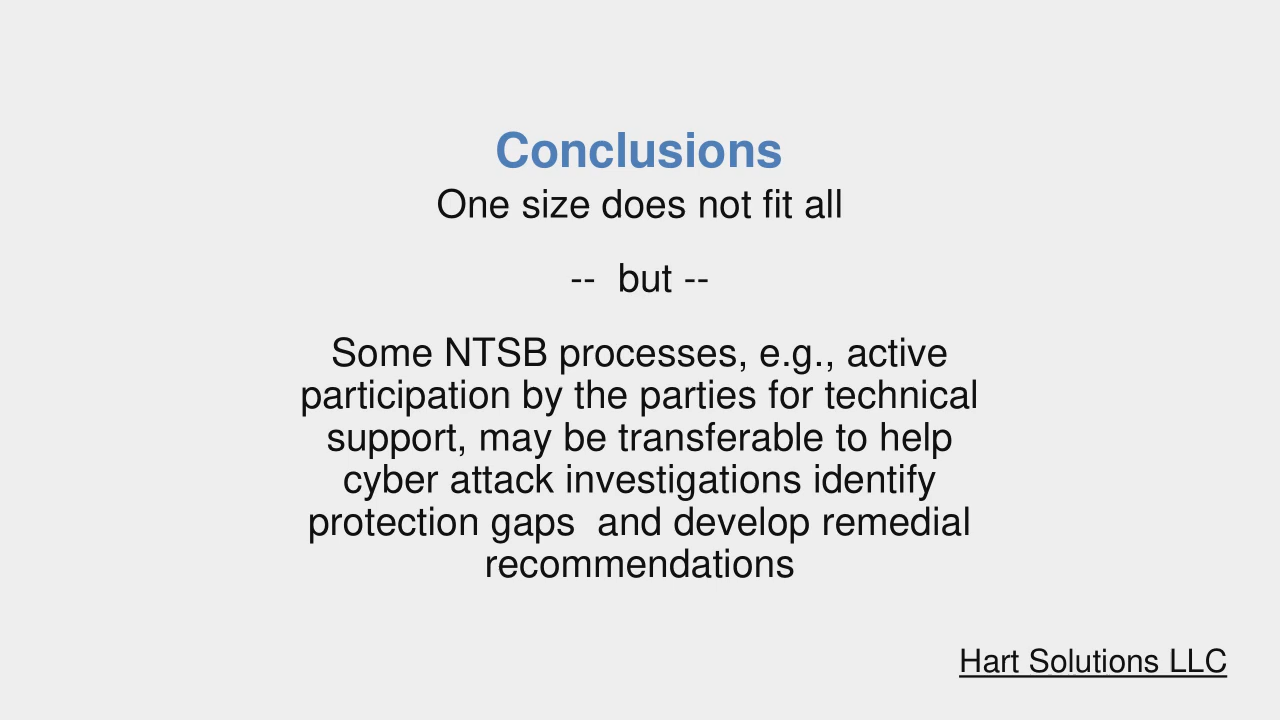 Conclusions
One size does not fit all
--  but --
Some NTSB processes, e.g., active
participation by the parties for technical
support, may be transferable to help
cyber attack investigations identify
protection gaps  and develop remedial
recommendations
Hart Solutions LLC